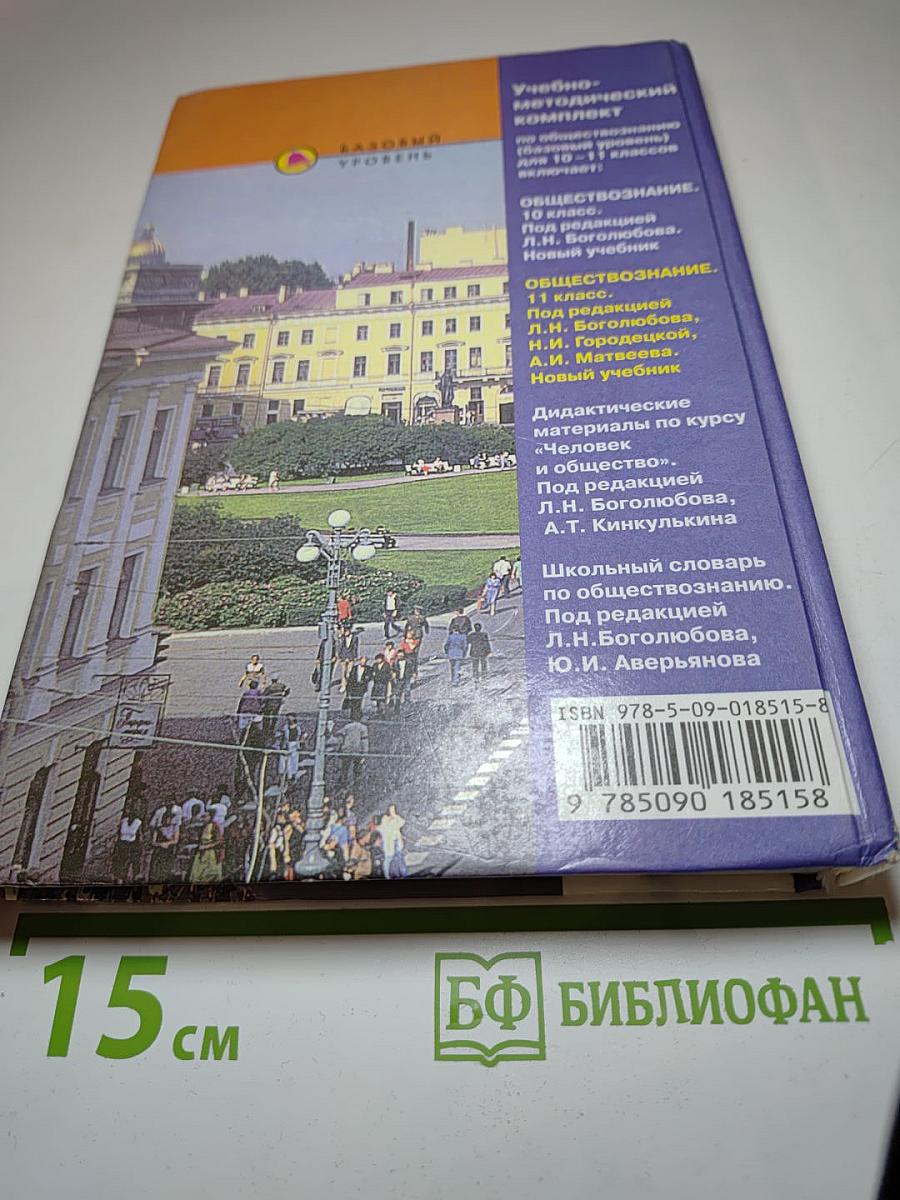 БАЗОВЫЙ
УРОВЕНЬ
Учебно-
методический
комплект
по обществознанию
(базовый уровень)
для 10–11 классов
включает:
ОБЩЕСТВОЗНАНИЕ.
10 класс.
Под редакцией
Л.Н. Боголюбова.
Новый учебник
ОБЩЕСТВОЗНАНИЕ.
11 класс.
Под редакцией
Л.Н. Боголюбова,
Н.И. Городецкой,
А.И. Матвеева.
Новый учебник
Дидактические
материалы по курсу
«Человек
и общество».
Под редакцией
Л.Н. Боголюбова,
А.Т. Кинкулькина
Школьный словарь
по обществознанию.
Под редакцией
Л.Н.Боголюбова,
Ю.И. Аверьянова
ISBN 978-5-09-018515-8
9 785090 185158
15 см
БФ БИБЛИОФАН